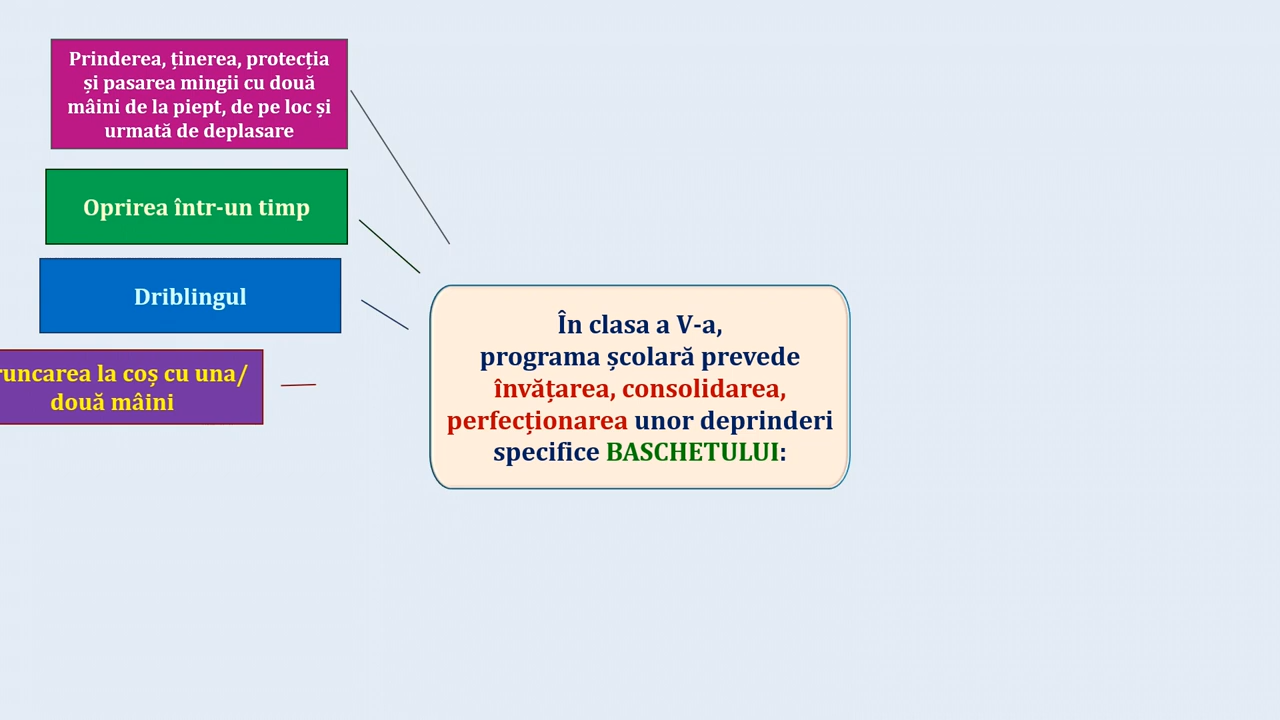 Prinderea, ținerea, protecția
și pasarea mingii cu două
mâini de la piept, de pe loc și
urmată de deplasare
Oprirea într-un timp
Driblingul
la coș cu una/
două mâini
În clasa a V-a,
programa școlară prevede
învățarea, consolidarea,
perfecționarea unor deprinderi
specifice BASCHETULUI: